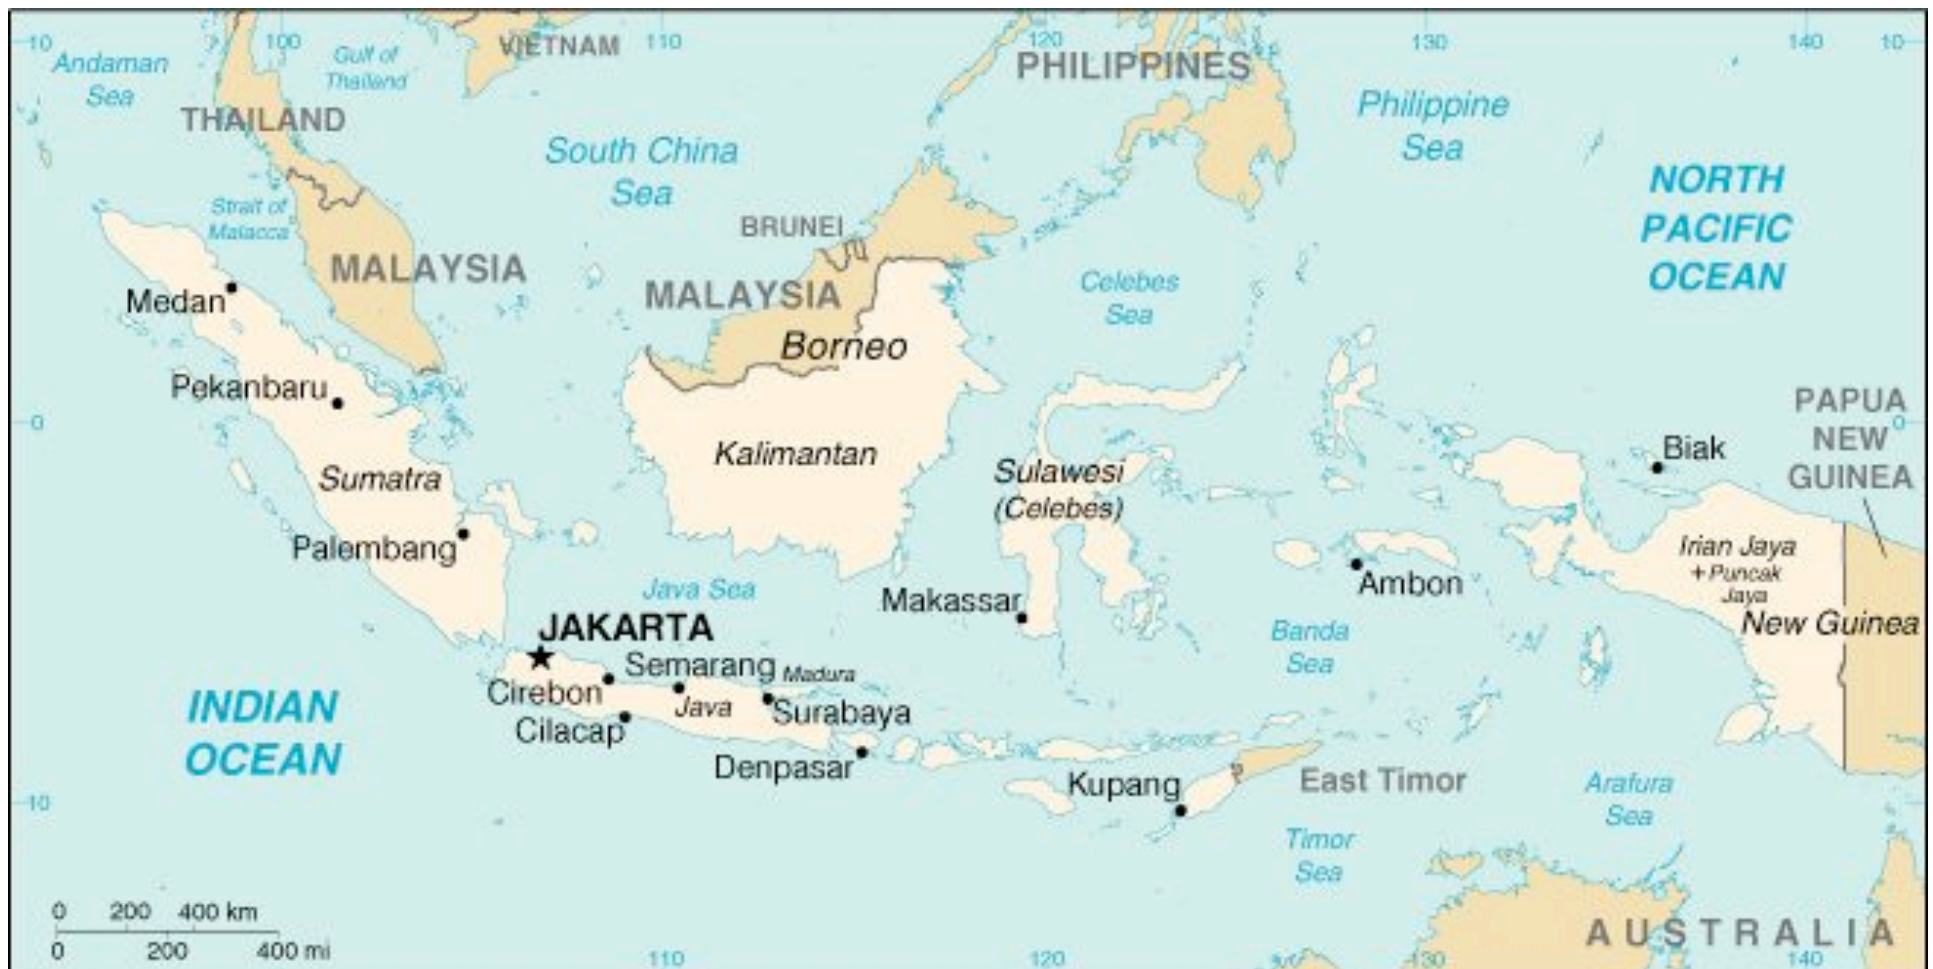 10
100
110
120
130
140
10
Andaman
Sea
Gulf of
Thailand
VIETNAM
PHILIPPINES
THAILAND
South China
Sea
Philippine
Sea
NORTH
PACIFIC
OCEAN
Strait of
Malacca
BRUNEI
MALAYSIA
MALAYSIA
Celebes
Sea
Medan
Borneo
Pekanbaru
PAPUA
NEW
GUINEA
0
0
Kalimantan
Sumatra
Sulawesi
(Celebes)
Biak
Palembang
Irian Jaya
+Puncak
Jaya
New Guinea
Java Sea
Makassar
Ambon
JAKARTA
Banda
Sea
Semarang
Madura
Cirebon
Java
Surabaya
Cilacap
Denpasar
INDIAN
OCEAN
Kupang
East Timor
Arafura
Sea
10
Timor
Sea
0 200 400 km
0 200 400 mi
AUSTRALIA
110
120
130
140